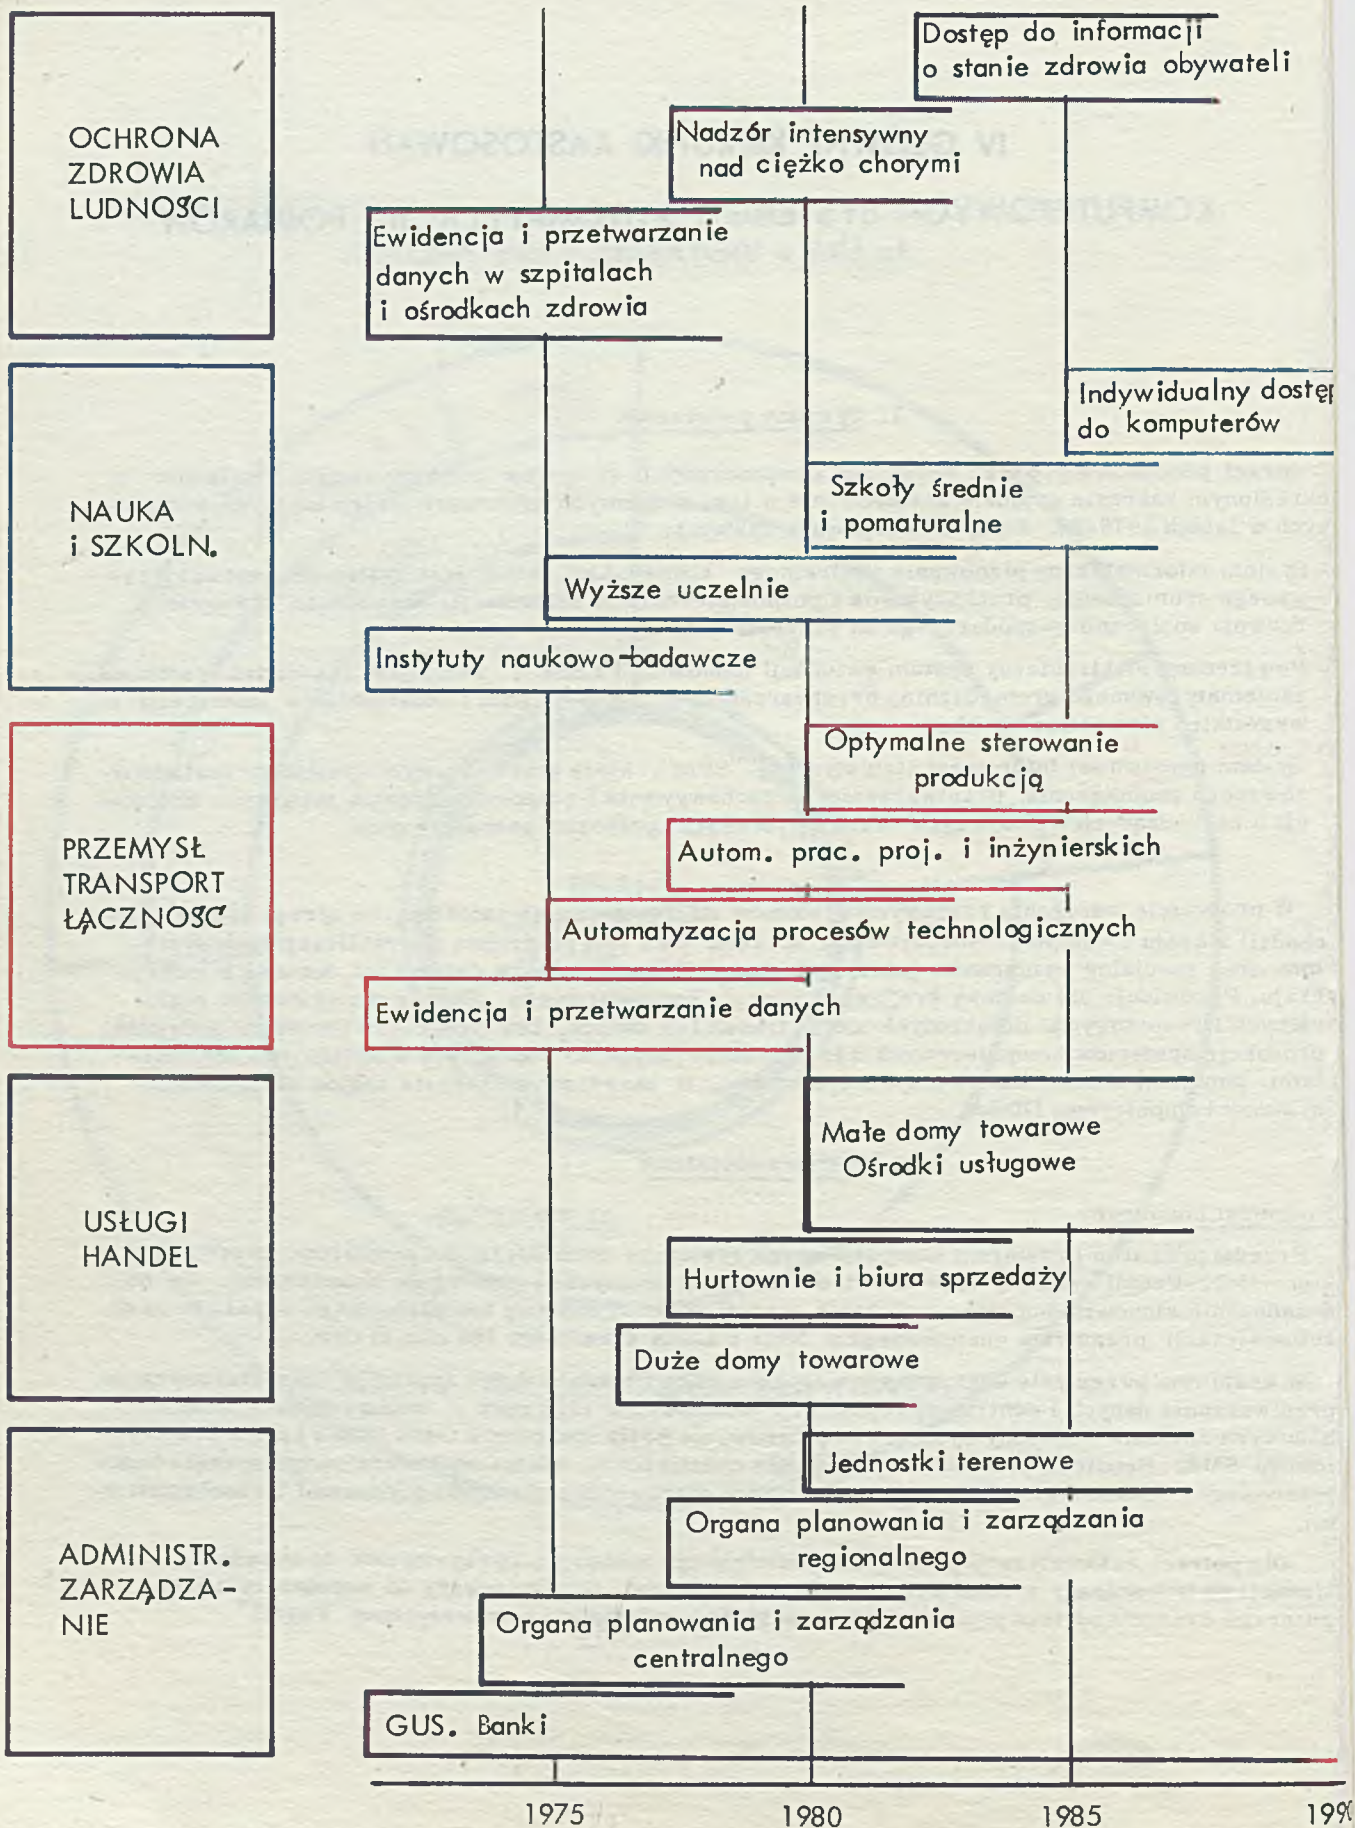 OCHRONA
ZDROWIA
LUDNOŚCI
Dostęp do informacji
o stanie zdrowia obywateli
Nadzór intensywny
nad ciężko chorymi
Ewidencja i przetwarzanie
danych w szpitalach
i ośrodkach zdrowia
NAUKA
i SZKOLN.
Indywidualny dostęp
do komputerów
Szkoły średnie
i pomaturalne
Wyższe uczelnie
Instytuty naukowo-badawcze
PRZEMYSŁ
TRANSPORT
ŁĄCZNOŚĆ
Optymalne sterowanie
produkcją
Autom. prac. proj. i inżynierskich
Automatyzacja procesów technologicznych
Ewidencja i przetwarzanie danych
USŁUGI
HANDEL
Małe domy towarowe
Ośrodki usługowe
Hurtownie i biura sprzedaży
Duże domy towarowe
ADMINISTR.
ZARZĄDZA-
NIE
Jednostki terenowe
Organa planowania i zarządzania
regionalnego
Organa planowania i zarządzania
centralnego
GUS. Banki
1975 1980 1985 199